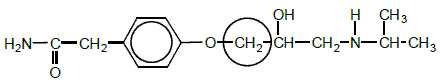 OH H CH₃
H₂N C CH₂ O CH₂ CH CH₂ N CH
O CH₃